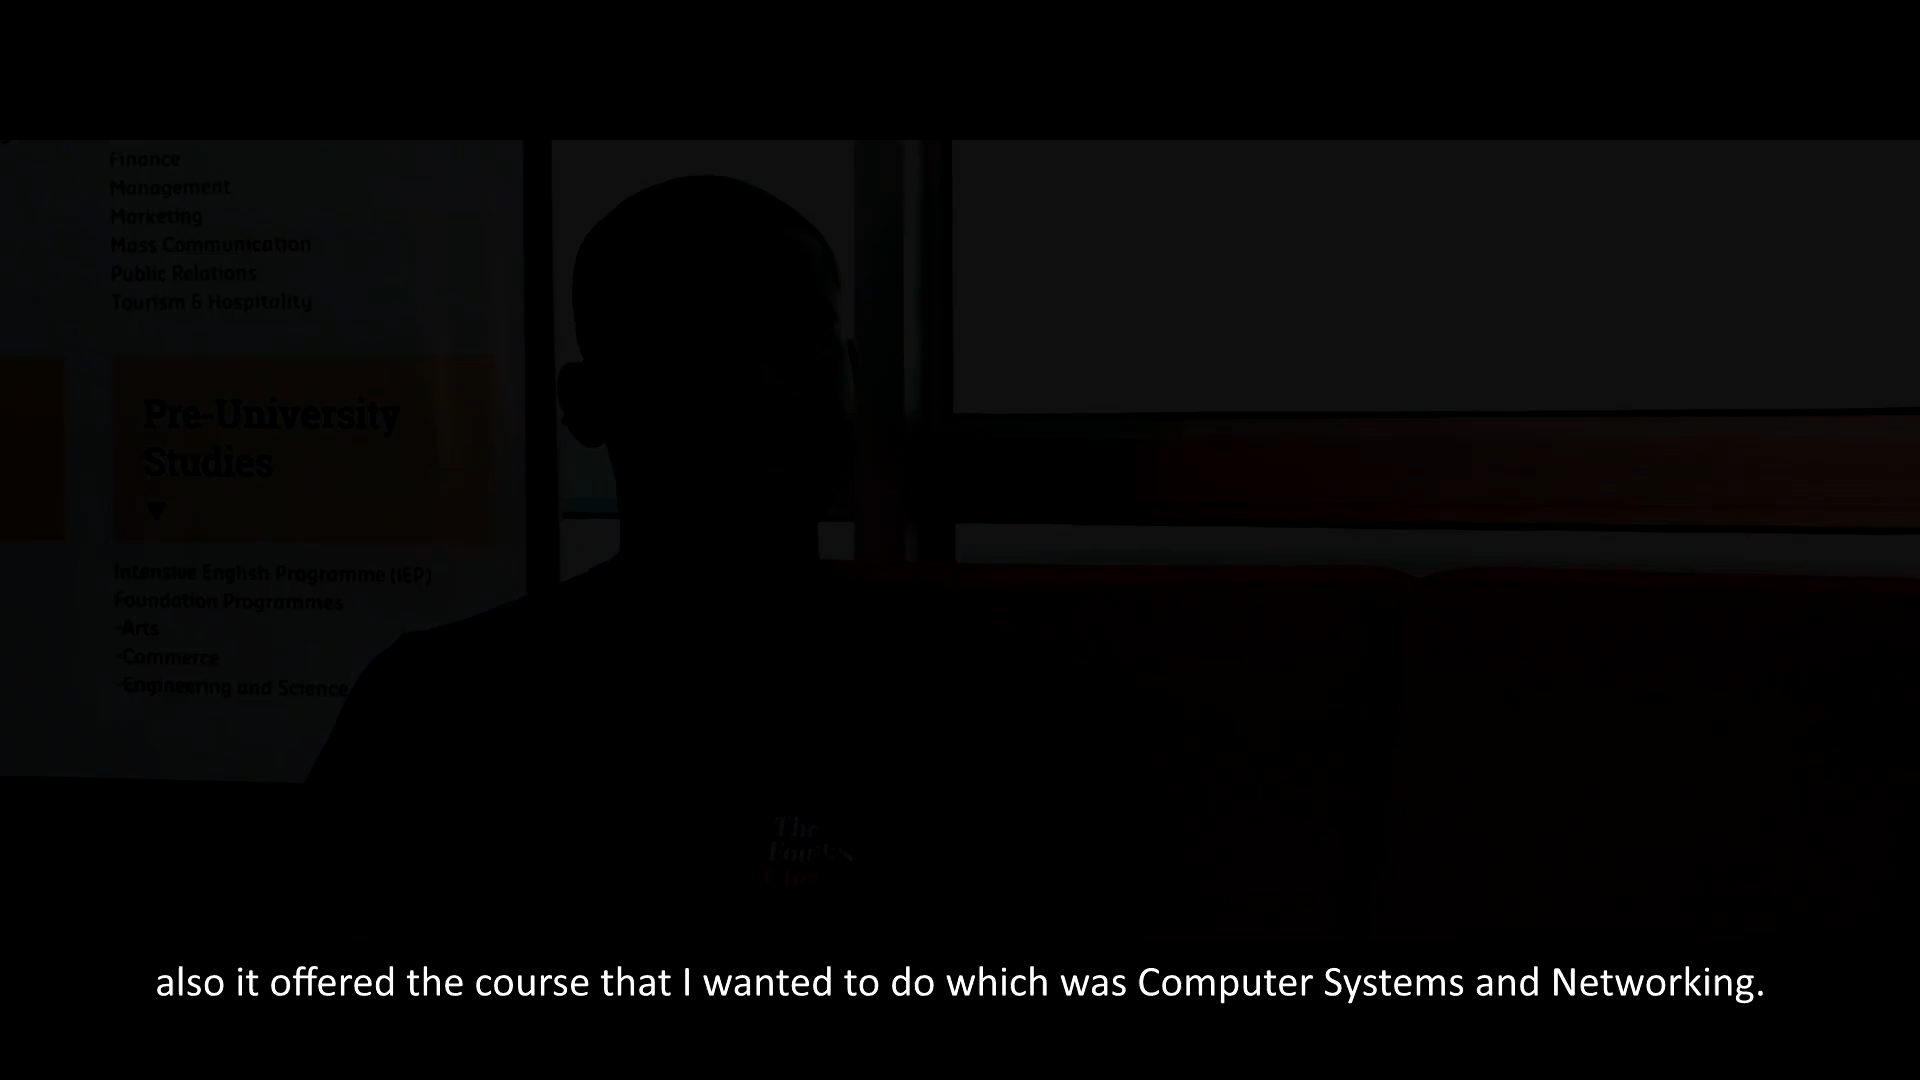 Finance
Management
Marketing
Mass Communication
Public Relations
Tourism & Hospitality
Pre-University
Studies
Intensive English Programme (IEP)
Foundation Programmes
-Arts
-Commerce
-Engineering and Science
The
also it offered the course that I wanted to do which was Computer Systems and Networking.